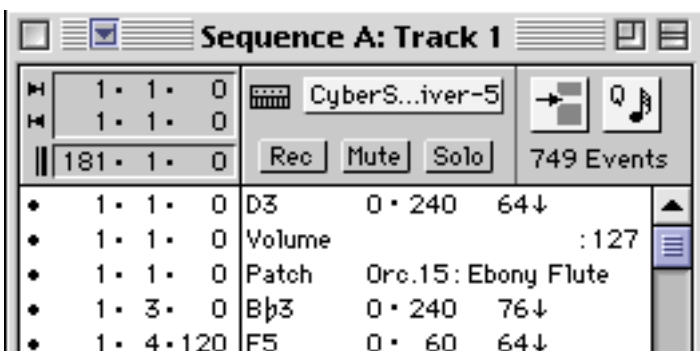 Sequence A: Track 1
1· 1· 0
1· 1· 0
181· 1· 0
CyberS...iver-5
Rec Mute Solo
Q
749 Events
1· 1· 0 D3 0·240 64↓
1· 1· 0 Volume :127
1· 1· 0 Patch Orc.15: Ebony Flute
1· 3· 0 B♭3 0·240 76↓
1· 4·120 F5 0· 60 64↓